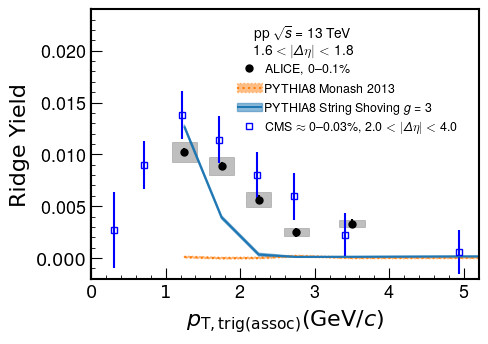 pp √s = 13 TeV
1.6 < |Δη| < 1.8
ALICE, 0–0.1%
PYTHIA8 Monash 2013
PYTHIA8 String Shoving g = 3
CMS ≈ 0–0.03%, 2.0 < |Δη| < 4.0
Ridge Yield
0.020
0.015
0.010
0.005
0.000
0 1 2 3 4 5
p_T,trig(assoc) (GeV/c)